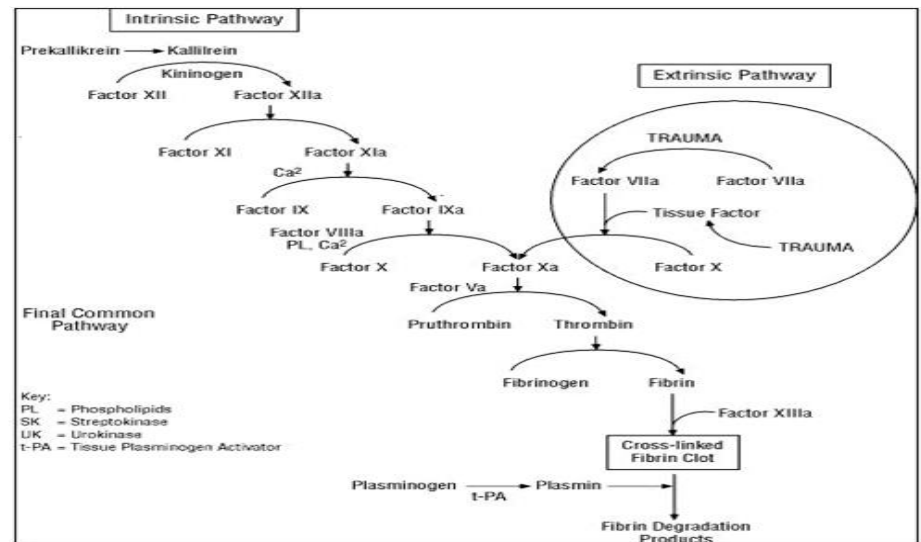 Intrinsic Pathway
Prekallikrein
Kallilrein
Kininogen
Factor XII
Factor XIIa
Extrinsic Pathway
Factor XI
Factor XIa
TRAUMA
Ca2
Factor VIIa
Factor VIIa
Factor IX
Factor IXa
Tissue Factor
Factor VIIIa
PL, Ca2
TRAUMA
Factor X
Factor Xa
Factor X
Factor Va
Final Common
Pathway
Pruthrombin
Thrombin
Fibrinogen
Fibrin
Key:
PL = Phospholipids
SK = Streptokinase
UK = Urokinase
t-PA = Tissue Plasminogen Activator
Factor XIIIa
Cross-linked
Fibrin Clot
Plasminogen
t-PA
Plasmin
Fibrin Degradation
Products